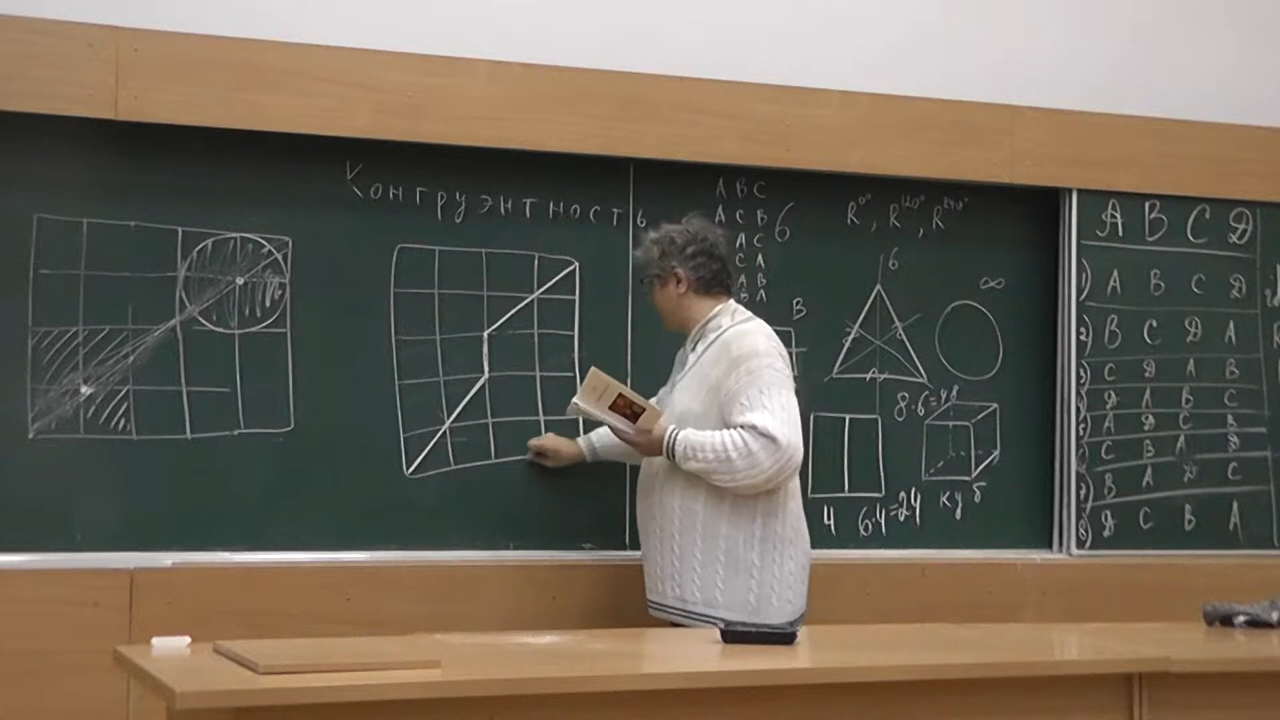 Конгруэнтность
A B C
A C B
A C
C A
A B
B A
6
R⁰°, R¹²⁰°, R²⁴⁰°
6
∞
B
8·6=48
4
6·4=24
куб
A B C D
1) A B C D
2) B C D A
3) C D A B
4) D A B C
5) A D C B
6) C B A D
7) B A D C
8) D C B A